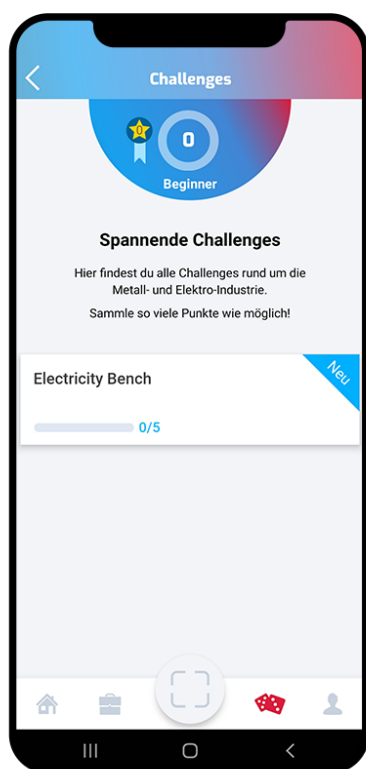 Challenges
0
0
Beginner
Spannende Challenges
Hier findest du alle Challenges rund um die
Metall- und Elektro-Industrie.
Sammle so viele Punkte wie möglich!
Neu
Electricity Bench
0/5